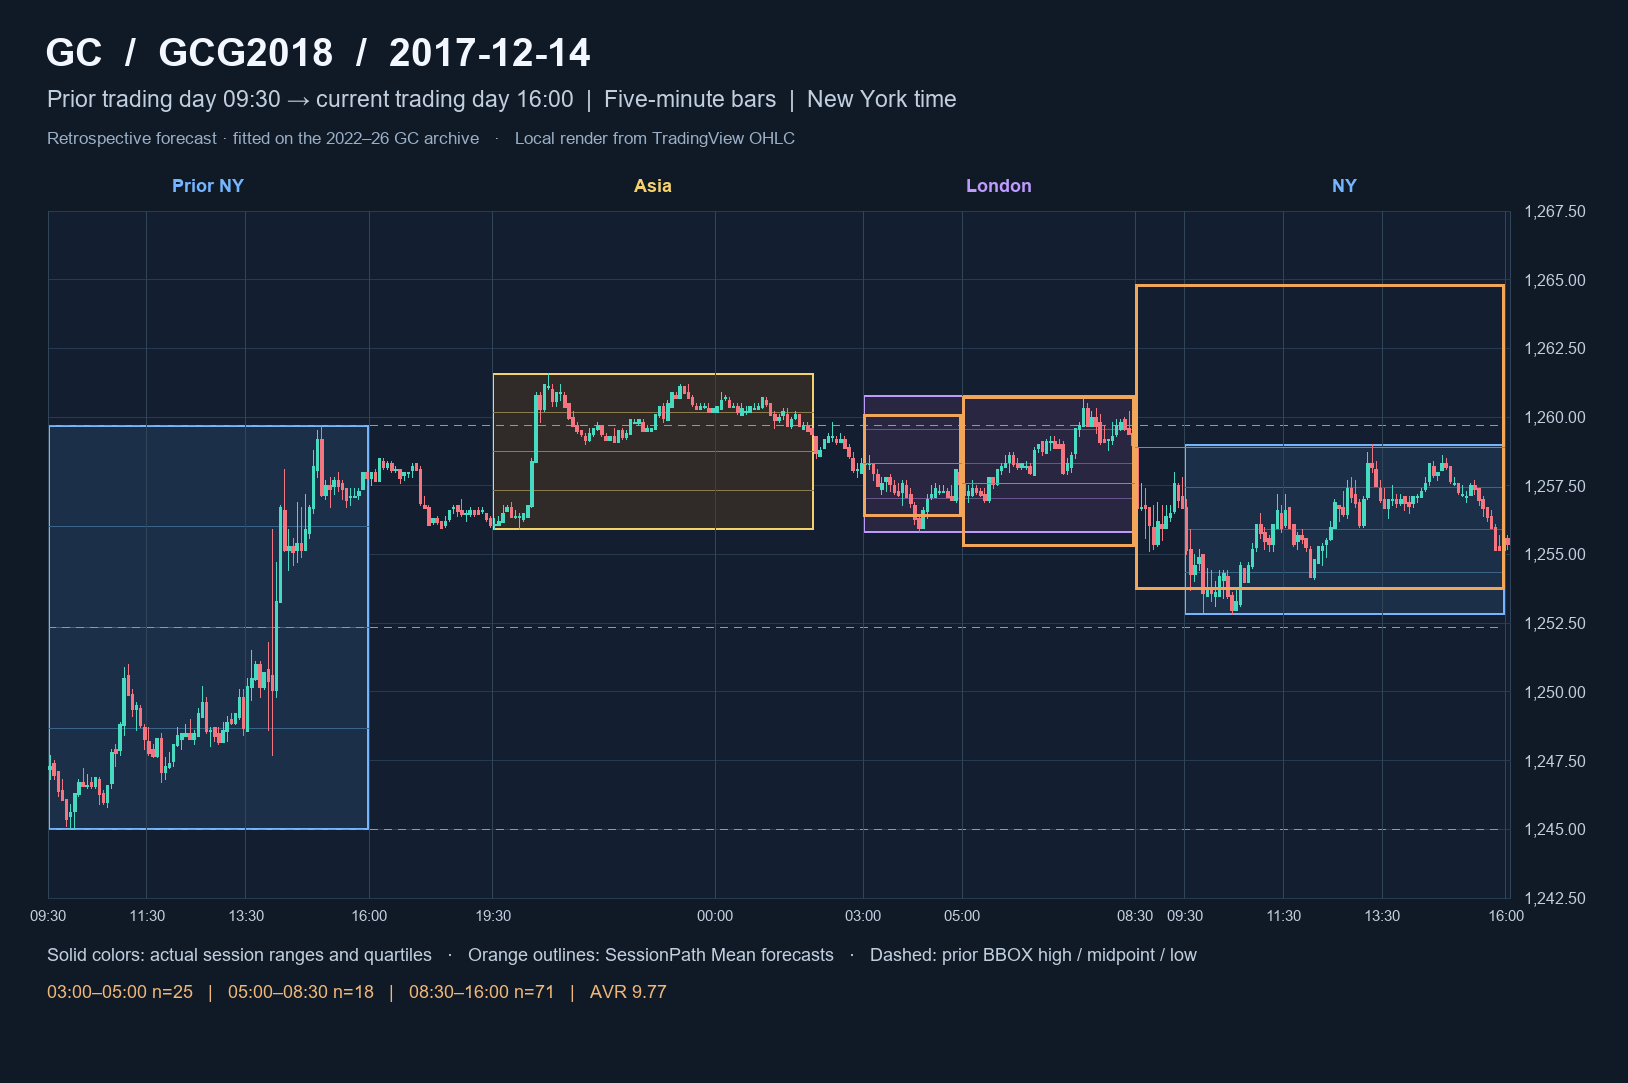 GC / GCG2018 / 2017-12-14
Prior trading day 09:30 → current trading day 16:00 | Five-minute bars | New York time
Retrospective forecast · fitted on the 2022–26 GC archive · Local render from TradingView OHLC
Prior NY Asia London NY
1,267.50
1,265.00
1,262.50
1,260.00
1,257.50
1,255.00
1,252.50
1,250.00
1,247.50
1,245.00
1,242.50
09:30 11:30 13:30 16:00 19:30 00:00 03:00 05:00 08:30 09:30 11:30 13:30 16:00
Solid colors: actual session ranges and quartiles · Orange outlines: SessionPath Mean forecasts · Dashed: prior BBOX high / midpoint / low
03:00–05:00 n=25 | 05:00–08:30 n=18 | 08:30–16:00 n=71 | AVR 9.77